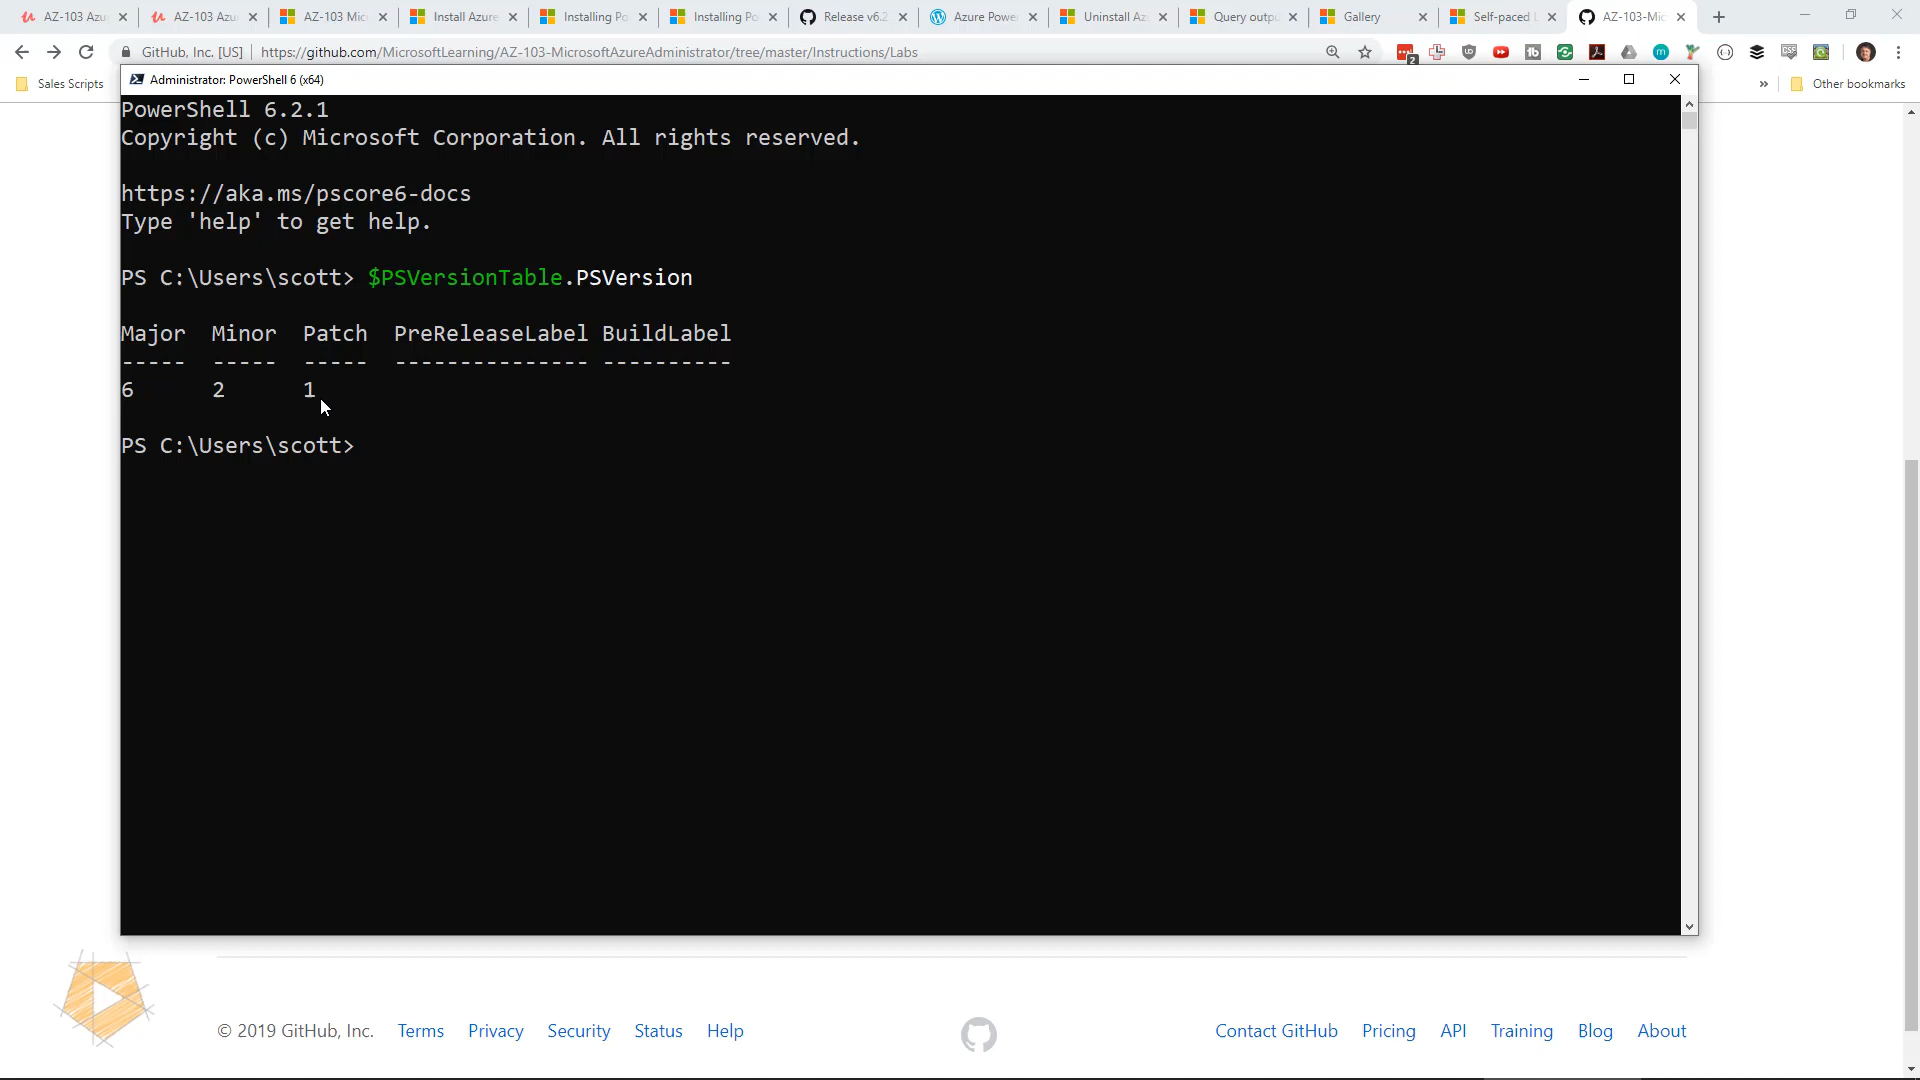 AZ-103 Azu
AZ-103 Azu
AZ-103 Mic
Install Azure
Installing Po
Installing Po
Release v6.2
Azure Power
Uninstall Az
Query outpu
Gallery
Self-paced L
AZ-103-Mic
GitHub, Inc. [US] https://github.com/MicrosoftLearning/AZ-103-MicrosoftAzureAdministrator/tree/master/Instructions/Labs
2
Sales Scripts
» Other bookmarks
Administrator: PowerShell 6 (x64)
PowerShell 6.2.1
Copyright (c) Microsoft Corporation. All rights reserved.
https://aka.ms/pscore6-docs
Type 'help' to get help.
PS C:\Users\scott> $PSVersionTable.PSVersion
Major Minor Patch PreReleaseLabel BuildLabel
----- ----- ----- --------------- ----------
6 2 1
PS C:\Users\scott>
© 2019 GitHub, Inc. Terms Privacy Security Status Help
Contact GitHub Pricing API Training Blog About